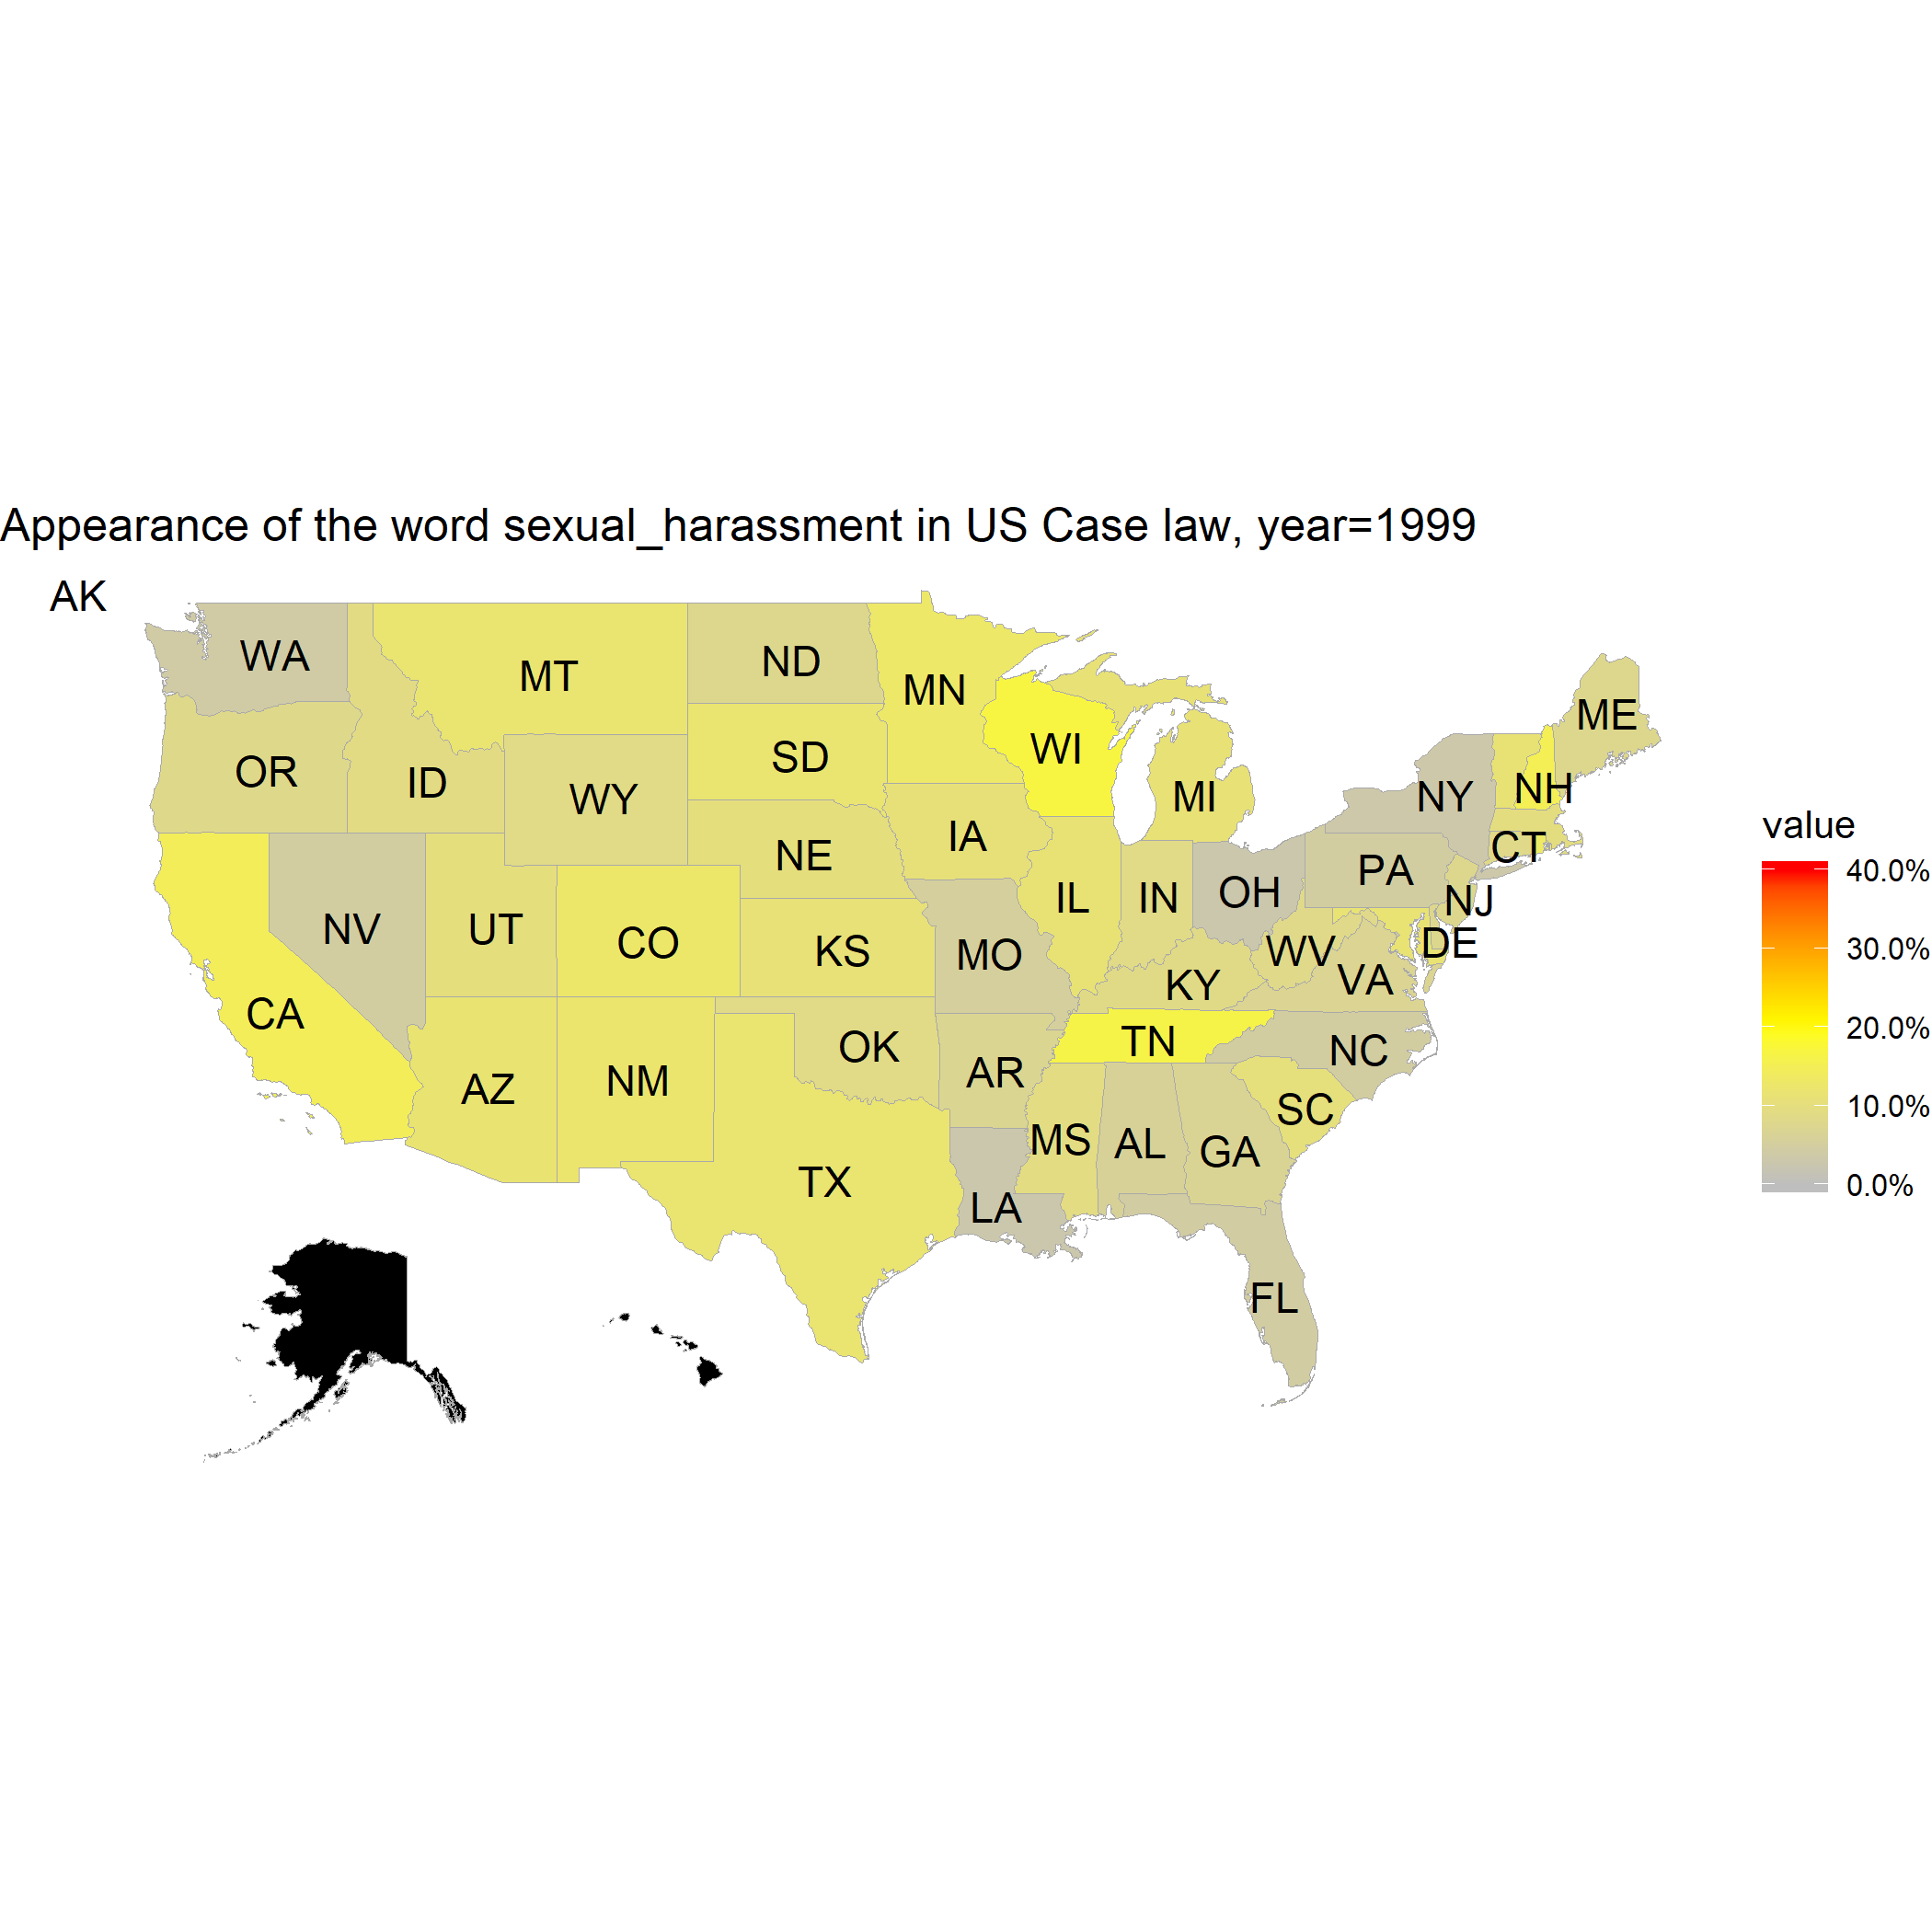 Appearance of the word sexual_harassment in US Case law, year=1999
AK
WA
MT
ND
MN
ME
OR
ID
WY
SD
WI
MI
NH
NY
IA
NE
CT
PA
IL
IN
OH
NJ
NV
UT
CO
KS
MO
WV
DE
VA
KY
CA
TN
NC
OK
AR
AZ
NM
SC
MS
AL
GA
TX
LA
FL
value
40.0%
30.0%
20.0%
10.0%
0.0%